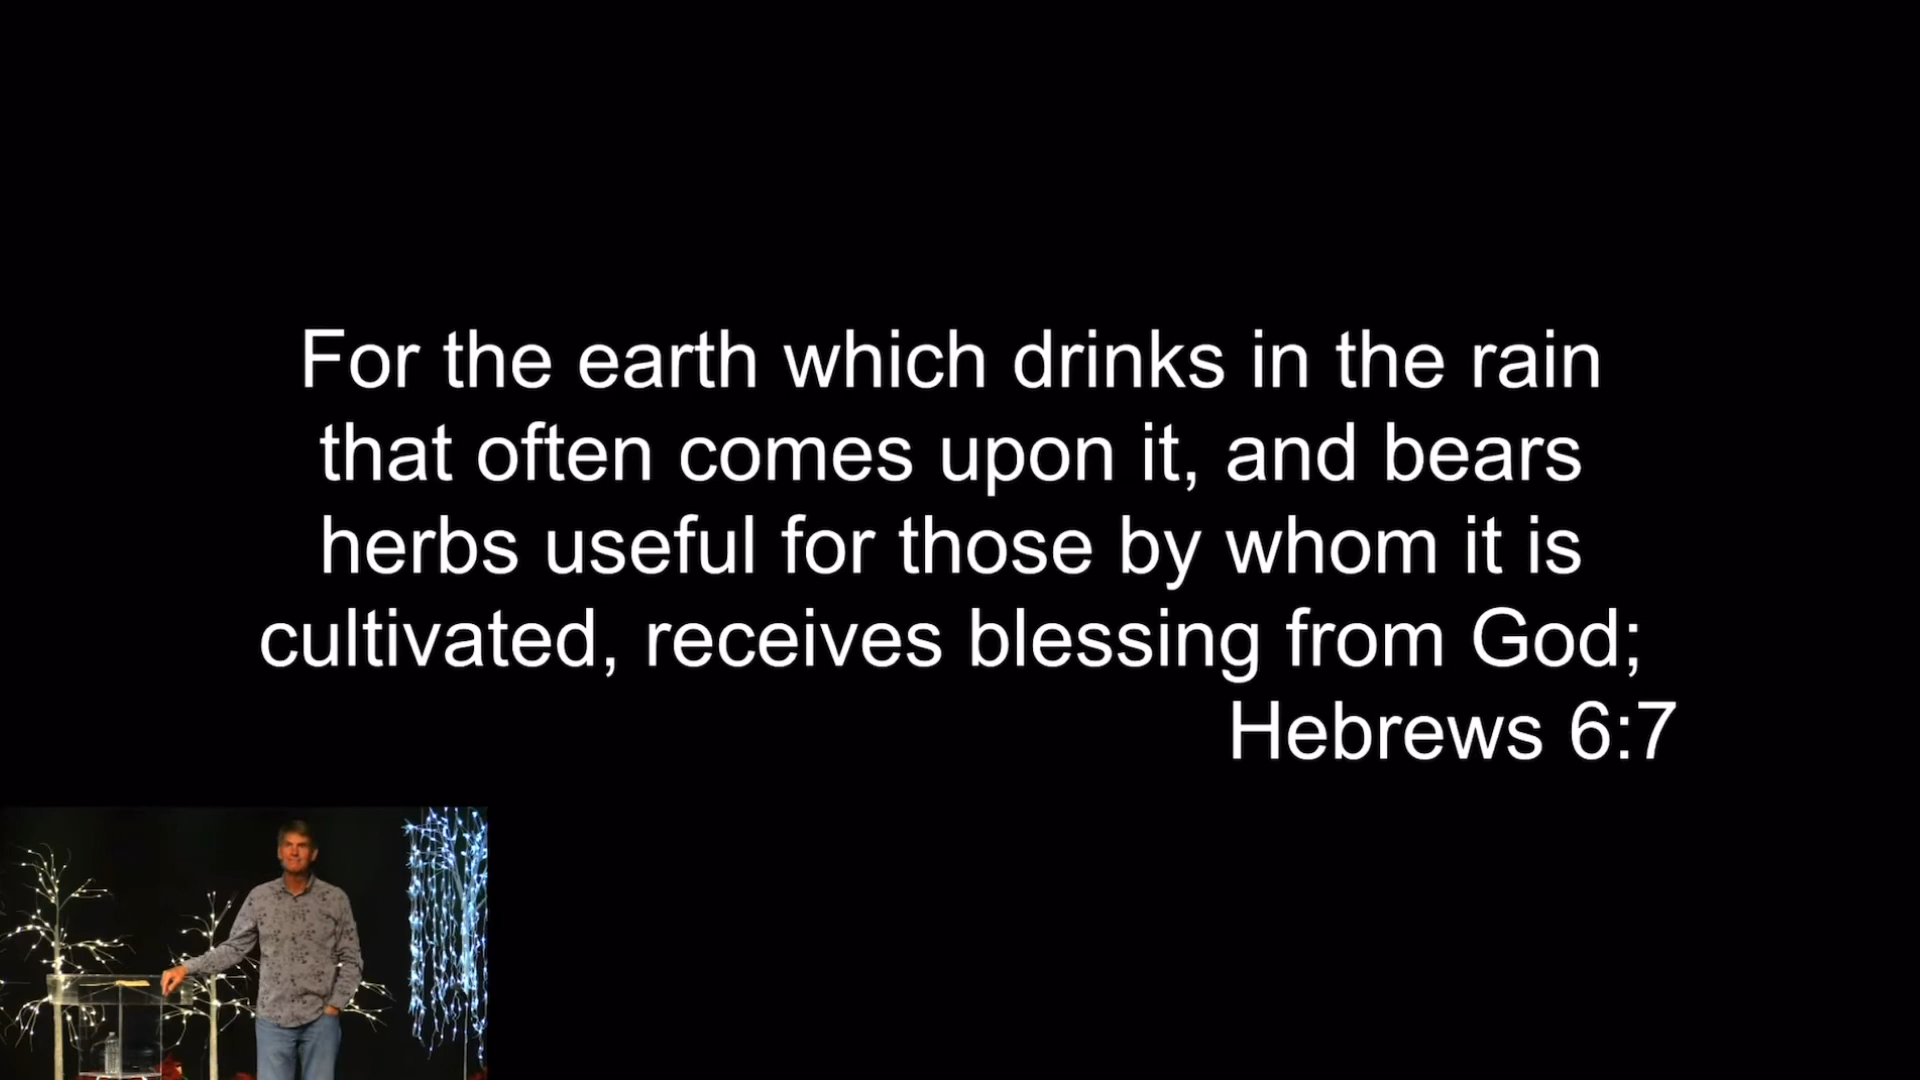 For the earth which drinks in the rain
that often comes upon it, and bears
herbs useful for those by whom it is
cultivated, receives blessing from God;
Hebrews 6:7